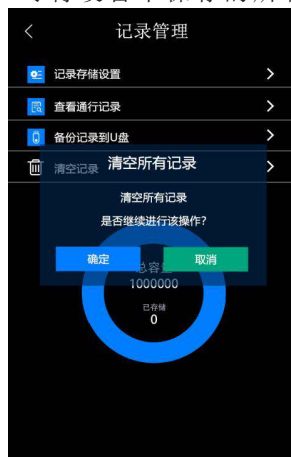 记录管理
记录存储设置
查看通行记录
备份记录到U盘
清空记录
清空所有记录
清空所有记录
是否继续进行该操作?
确定
取消
总容量
1000000
已存储
0